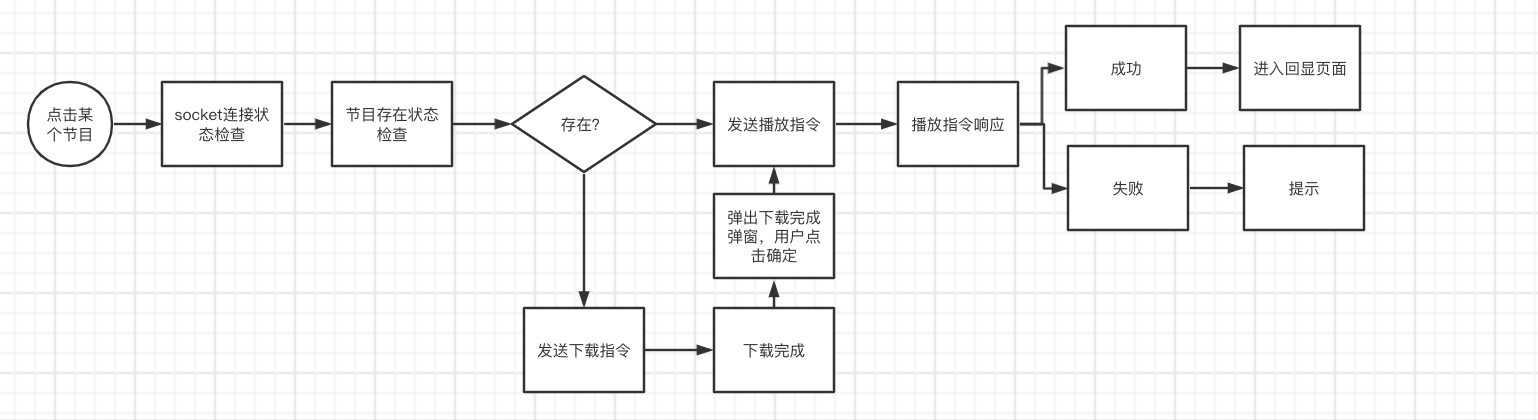 点击某
个节目
socket连接状
态检查
节目存在状态
检查
存在?
发送播放指令
播放指令响应
成功
进入回显页面
失败
提示
弹出下载完成
弹窗，用户点
击确定
发送下载指令
下载完成